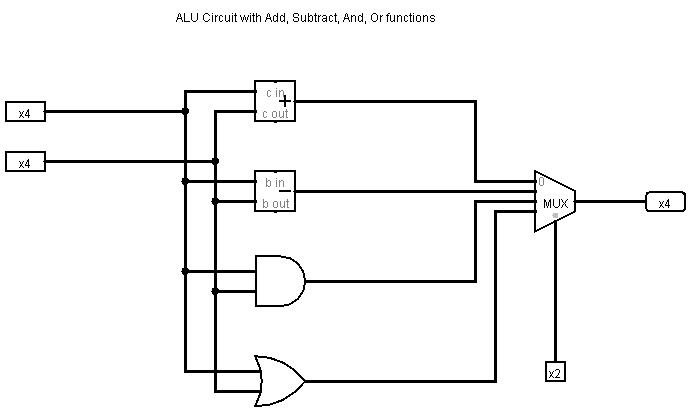 ALU Circuit with Add, Subtract, And, Or functions
c in
+
c out
x4
x4
b in
−
b out
0
MUX
x4
x2